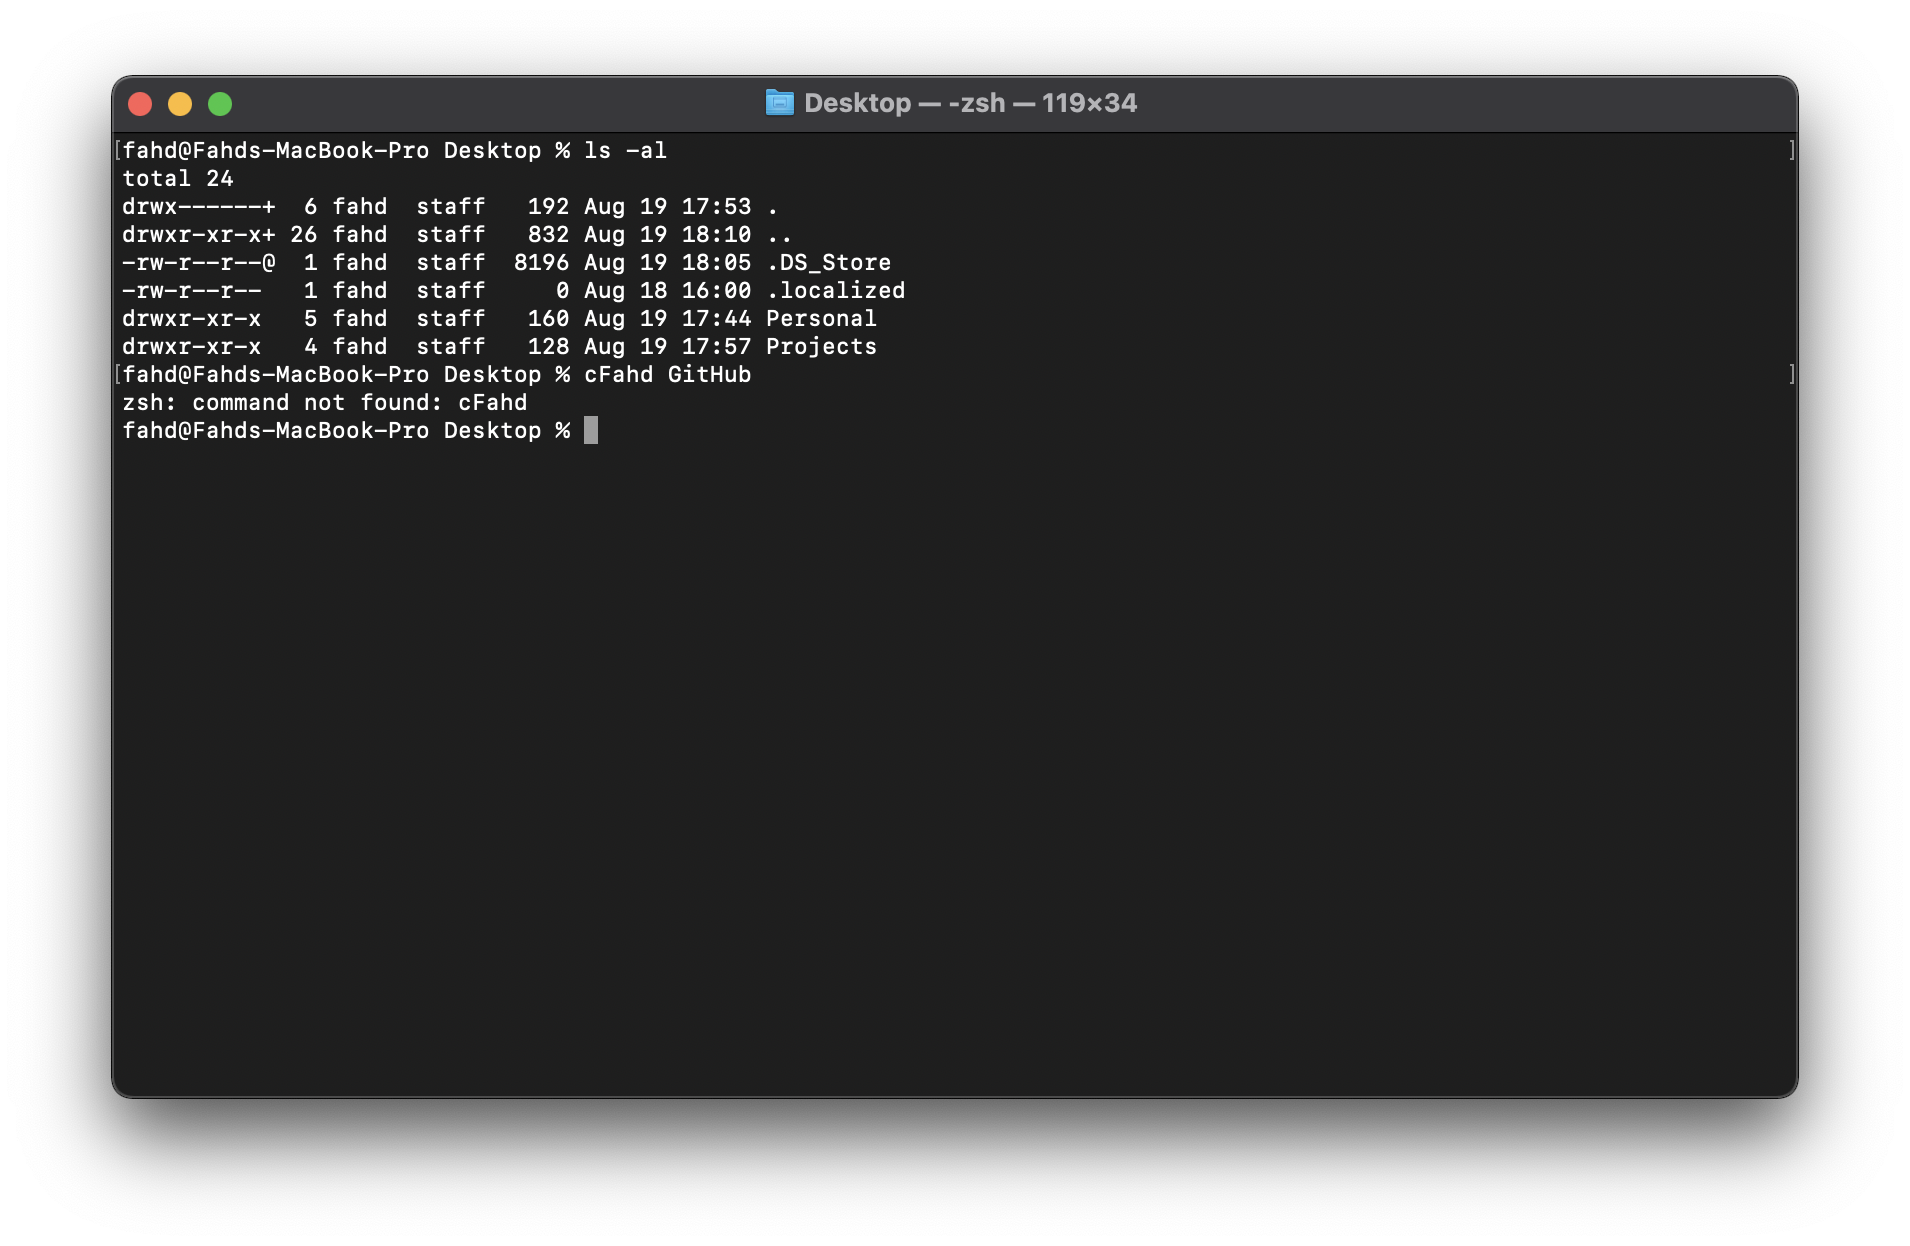 Desktop — -zsh — 119×34
[fahd@Fahds-MacBook-Pro Desktop % ls -al ]
total 24
drwx------+  6 fahd  staff   192 Aug 19 17:53 .
drwxr-xr-x+ 26 fahd  staff   832 Aug 19 18:10 ..
-rw-r--r--@  1 fahd  staff  8196 Aug 19 18:05 .DS_Store
-rw-r--r--   1 fahd  staff     0 Aug 18 16:00 .localized
drwxr-xr-x   5 fahd  staff   160 Aug 19 17:44 Personal
drwxr-xr-x   4 fahd  staff   128 Aug 19 17:57 Projects
[fahd@Fahds-MacBook-Pro Desktop % cFahd GitHub ]
zsh: command not found: cFahd
fahd@Fahds-MacBook-Pro Desktop %